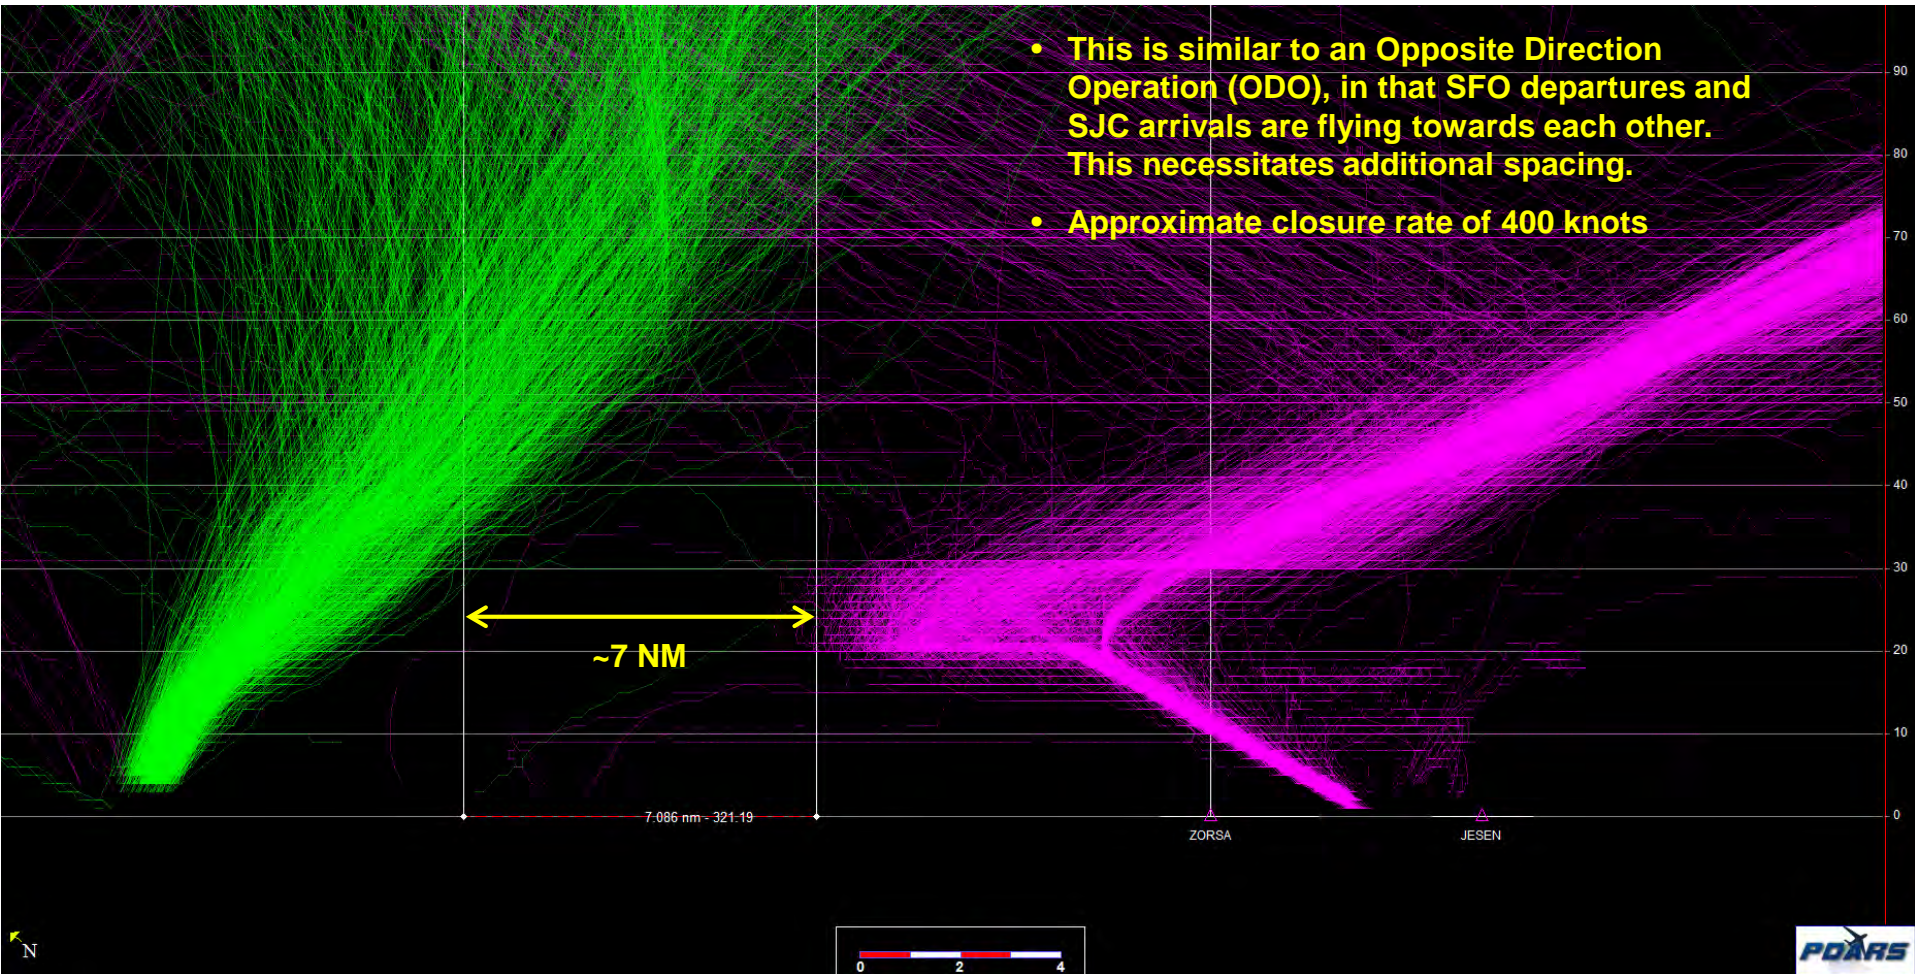 • This is similar to an Opposite Direction
Operation (ODO), in that SFO departures and
SJC arrivals are flying towards each other.
This necessitates additional spacing.
• Approximate closure rate of 400 knots
90
80
70
60
50
40
30
20
10
0
~7 NM
7.086 nm - 321.19
ZORSA
JESEN
N
0 2 4
PDARS